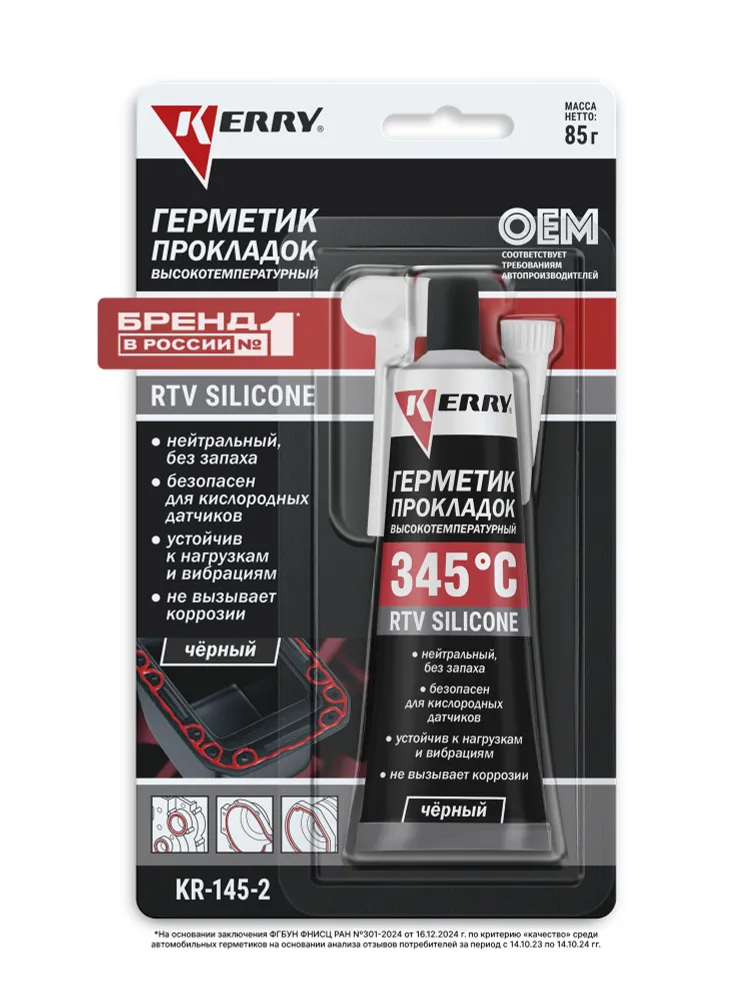 KERRY®
МАССА
НЕТТО:
85 г
ГЕРМЕТИК
ПРОКЛАДОК
ВЫСОКОТЕМПЕРАТУРНЫЙ
OEM
СООТВЕТСТВУЕТ
ТРЕБОВАНИЯМ
АВТОПРОИЗВОДИТЕЛЕЙ
БРЕНД
В РОССИИ №1*
RTV SILICONE
• нейтральный,
без запаха
• безопасен
для кислородных
датчиков
• устойчив
к нагрузкам
и вибрациям
• не вызывает
коррозии
чёрный
KR-145-2
KERRY®
ГЕРМЕТИК
ПРОКЛАДОК
ВЫСОКОТЕМПЕРАТУРНЫЙ
345°C
RTV SILICONE
• нейтральный,
без запаха
• безопасен
для кислородных
датчиков
• устойчив к нагрузкам
и вибрациям
• не вызывает коррозии
чёрный
*На основании заключения ФГБУН ФНИСЦ РАН №301-2024 от 16.12.2024 г. по критерию «качество» среди
автомобильных герметиков на основании анализа отзывов потребителей за период с 14.10.23 по 14.10.24 гг.